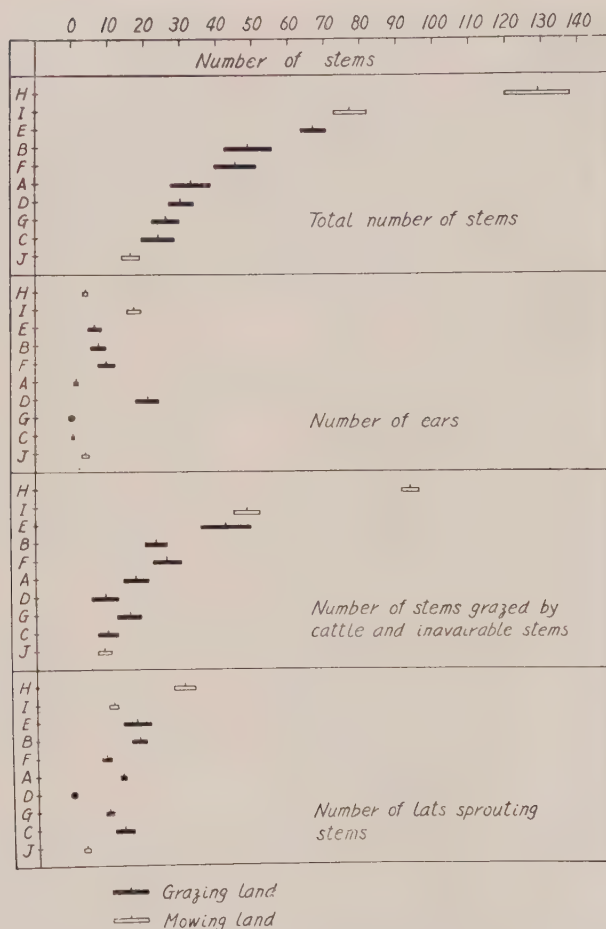 0 10 20 30 40 50 60 70 80 90 100 110 120 130 140
Number of stems
H
I
E
B
F
A
D
G
C
J
Total number of stems
H
I
E
B
F
A
D
G
C
J
Number of ears
H
I
E
B
F
A
D
G
C
J
Number of stems grazed by
cattle and inavairable stems
H
I
E
B
F
A
D
G
C
J
Number of lats sprouting
stems
Grazing land
Mowing land